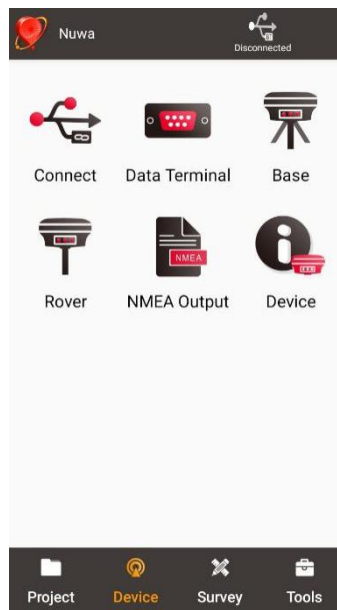 Nuwa
Disconnected
Connect Data Terminal Base
NMEA
Rover NMEA Output Device
Project Device Survey Tools